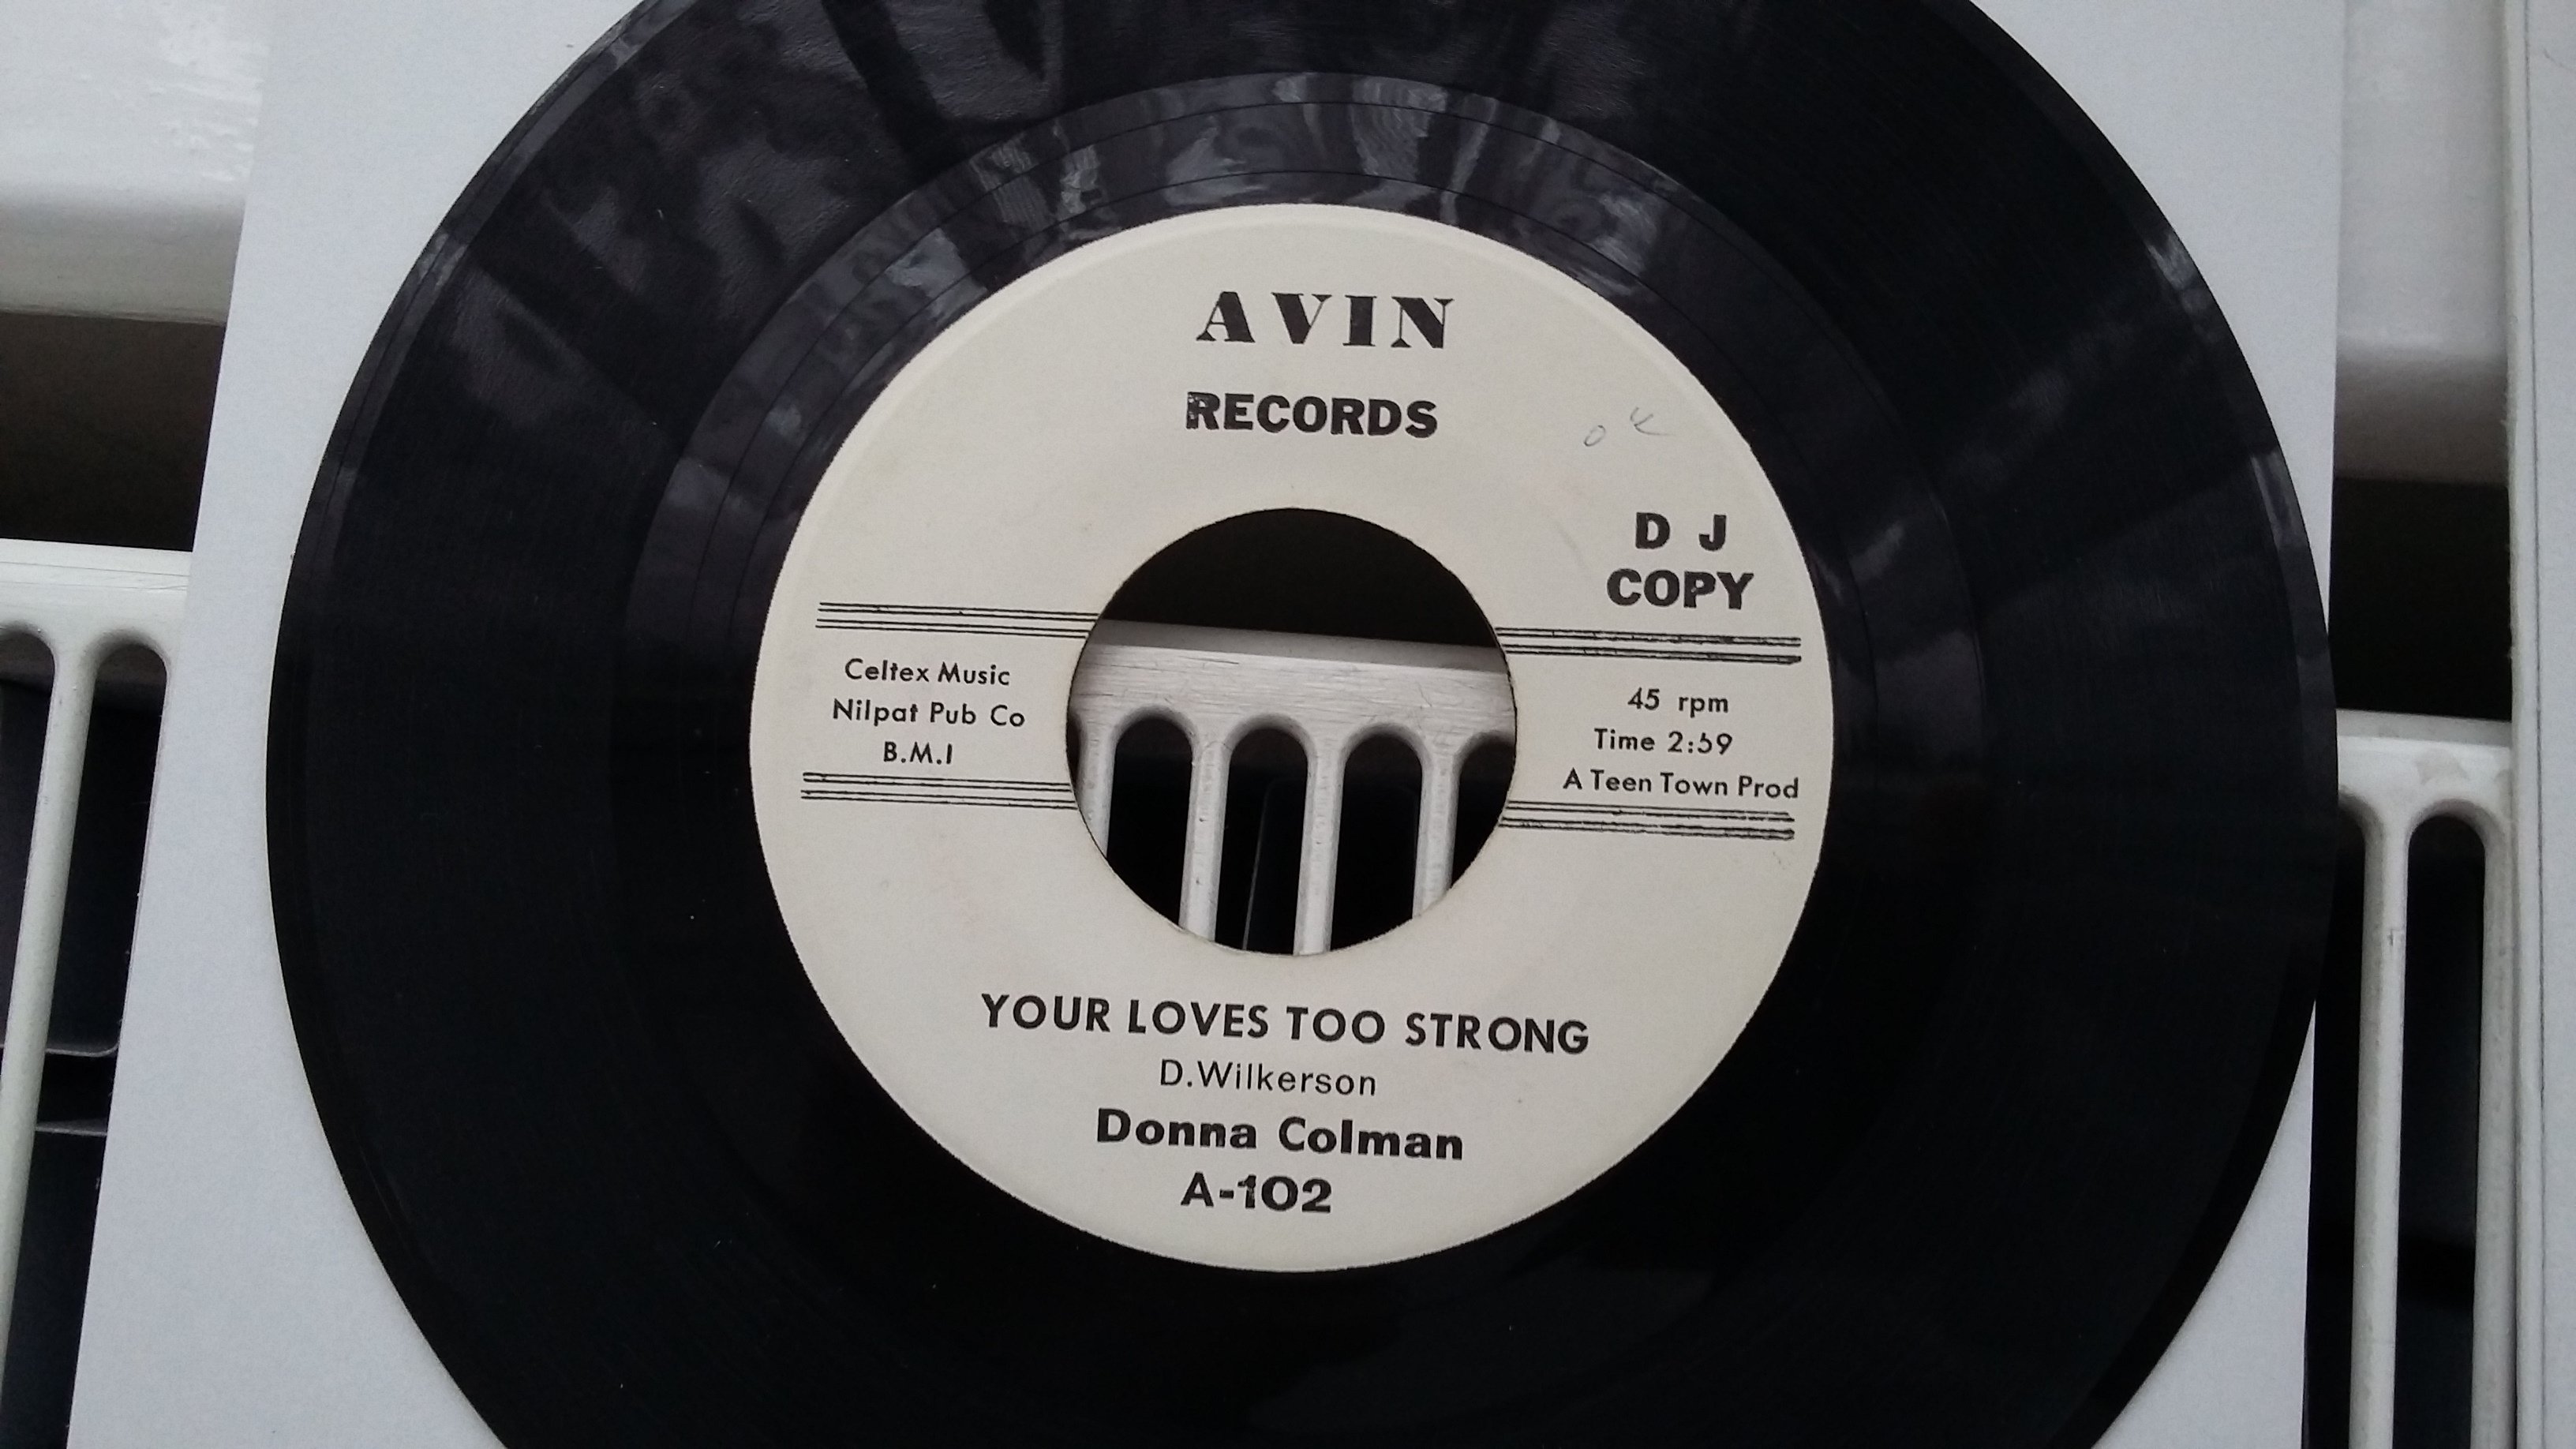 AVIN
RECORDS
OK
D J
COPY
Celtex Music
Nilpat Pub Co
B.M.I
45 rpm
Time 2:59
A Teen Town Prod
YOUR LOVES TOO STRONG
D.Wilkerson
Donna Colman
A-102